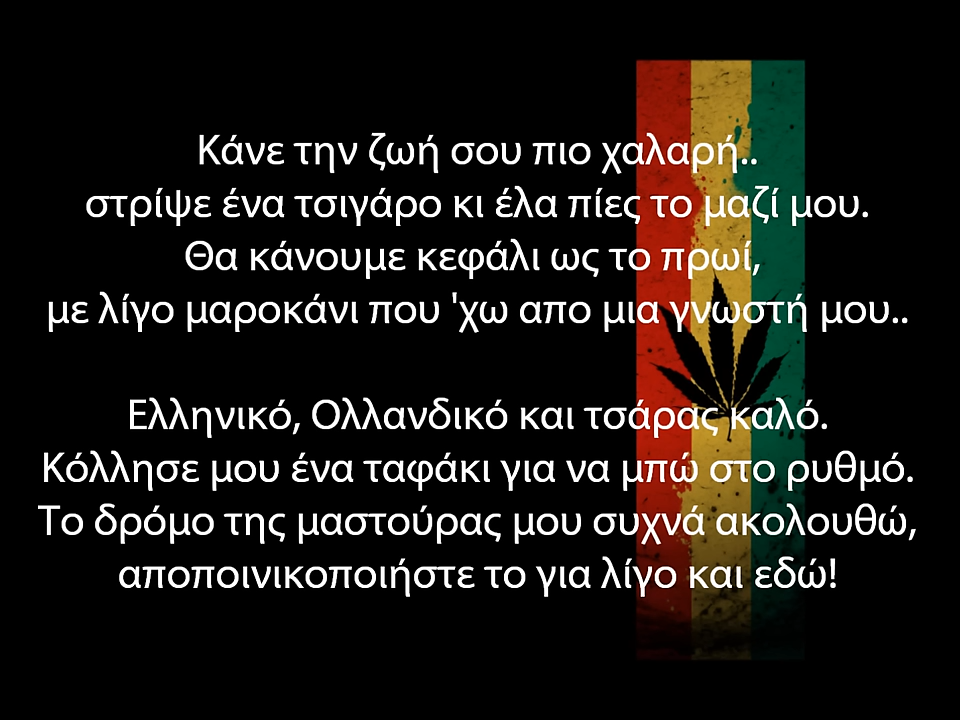 Κάνε την ζωή σου πιο χαλαρή..
στρίψε ένα τσιγάρο κι έλα πίες το μαζί μου.
Θα κάνουμε κεφάλι ως το πρωί,
με λίγο μαροκάνι που 'χω απο μια γνωστή μου..
Ελληνικό, Ολλανδικό και τσάρας καλό.
Κόλλησε μου ένα ταφάκι για να μπώ στο ρυθμό.
Το δρόμο της μαστούρας μου συχνά ακολουθώ,
αποποινικοποιήστε το για λίγο και εδώ!